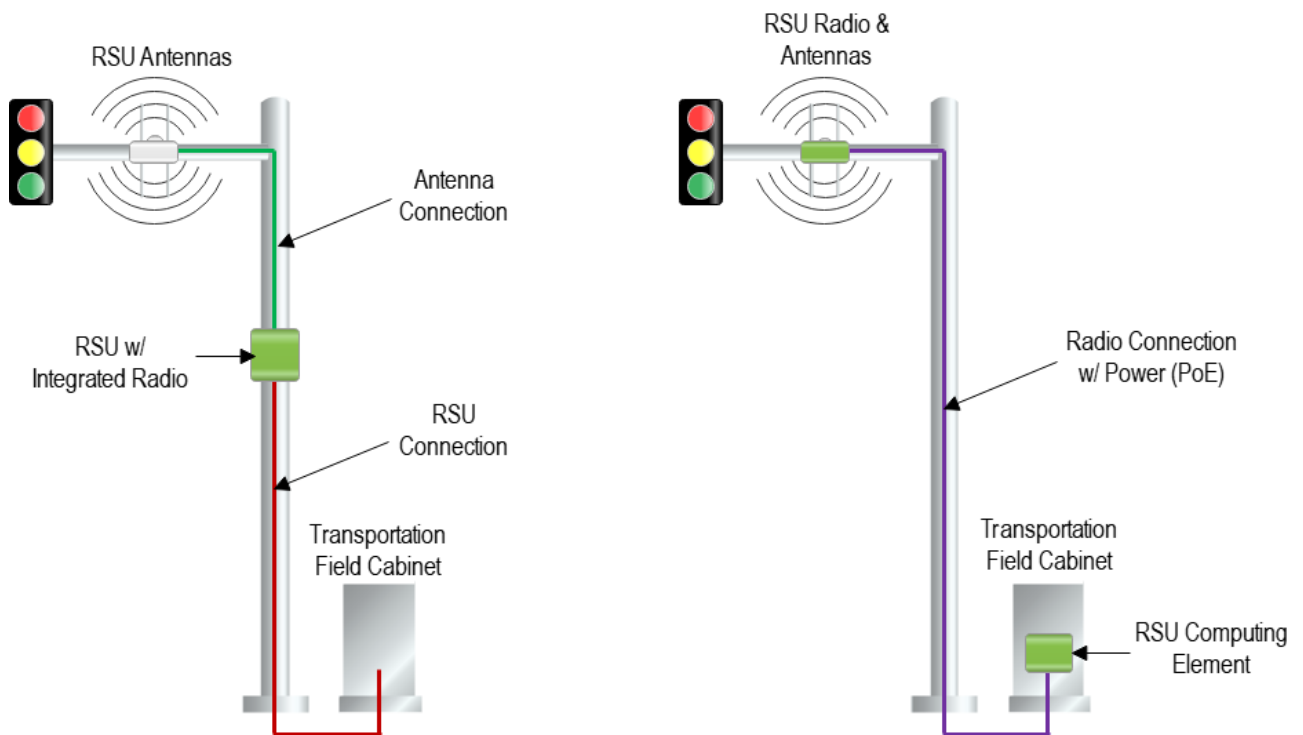 RSU Antennas
Antenna
Connection
RSU w/
Integrated Radio
RSU
Connection
Transportation
Field Cabinet
RSU Radio &
Antennas
Radio Connection
w/ Power (PoE)
Transportation
Field Cabinet
RSU Computing
Element